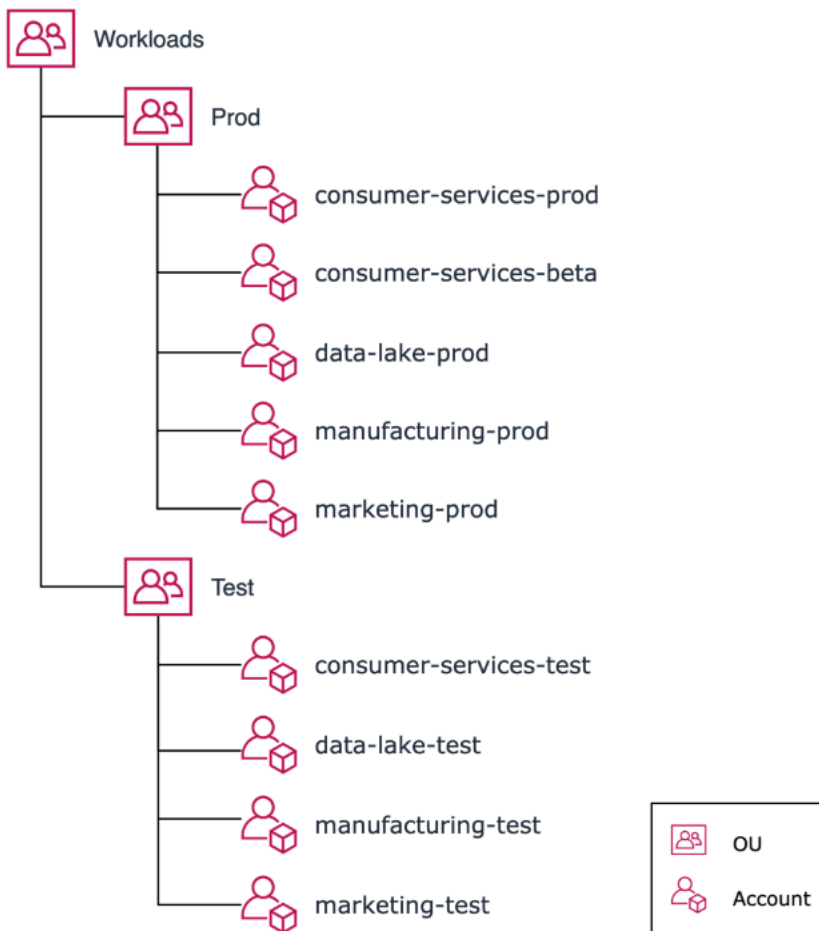 Workloads
Prod
consumer-services-prod
consumer-services-beta
data-lake-prod
manufacturing-prod
marketing-prod
Test
consumer-services-test
data-lake-test
manufacturing-test
marketing-test
OU
Account